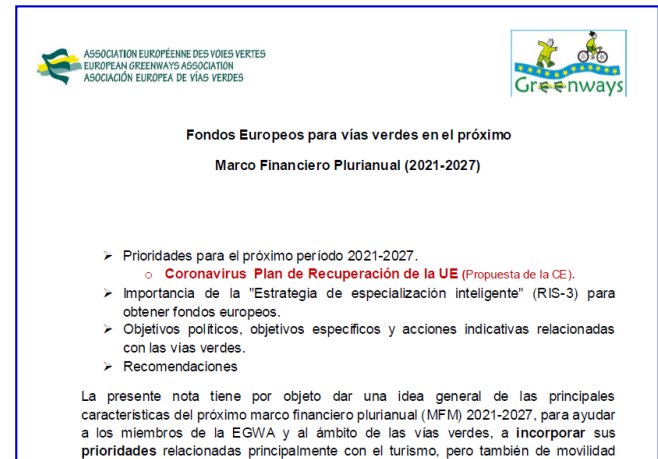 ASSOCIATION EUROPÉENNE DES VOIES VERTES
EUROPEAN GREENWAYS ASSOCIATION
ASOCIACIÓN EUROPEA DE VÍAS VERDES
Greenways
Fondos Europeos para vías verdes en el próximo
Marco Financiero Plurianual (2021-2027)
➢ Prioridades para el próximo período 2021-2027.
○ Coronavirus Plan de Recuperación de la UE (Propuesta de la CE).
➢ Importancia de la "Estrategia de especialización inteligente" (RIS-3) para
obtener fondos europeos.
➢ Objetivos políticos, objetivos específicos y acciones indicativas relacionadas
con las vías verdes.
➢ Recomendaciones
La presente nota tiene por objeto dar una idea general de las principales
características del próximo marco financiero plurianual (MFM) 2021-2027, para ayudar
a los miembros de la EGWA y al ámbito de las vías verdes, a incorporar sus
prioridades relacionadas principalmente con el turismo, pero también de movilidad